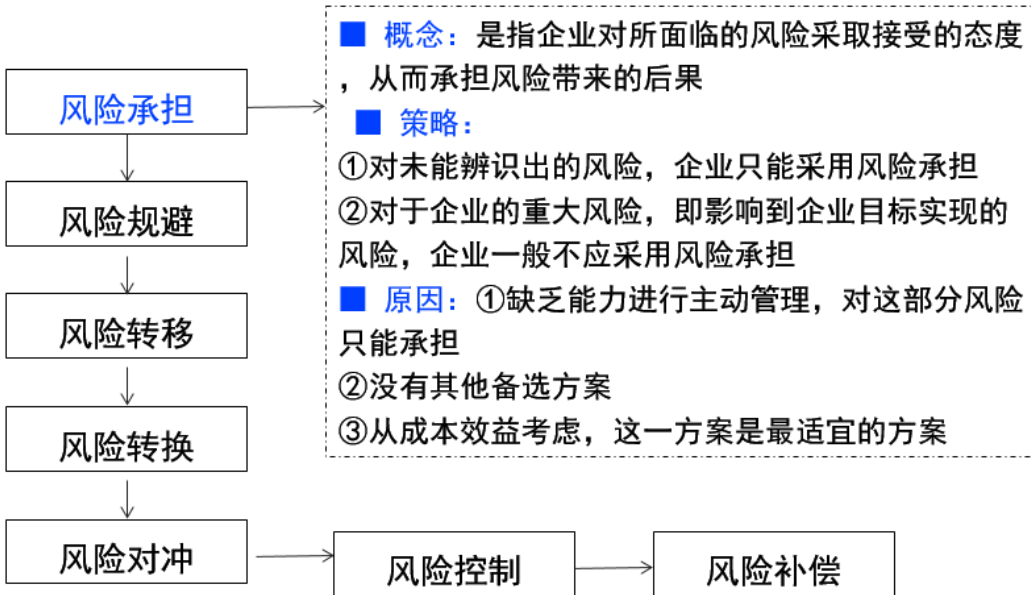 ■ 概念：是指企业对所面临的风险采取接受的态度
，从而承担风险带来的后果
■ 策略：
①对未能辨识出的风险，企业只能采用风险承担
②对于企业的重大风险，即影响到企业目标实现的
风险，企业一般不应采用风险承担
■ 原因：①缺乏能力进行主动管理，对这部分风险
只能承担
②没有其他备选方案
③从成本效益考虑，这一方案是最适宜的方案
风险承担
风险规避
风险转移
风险转换
风险对冲
风险控制
风险补偿